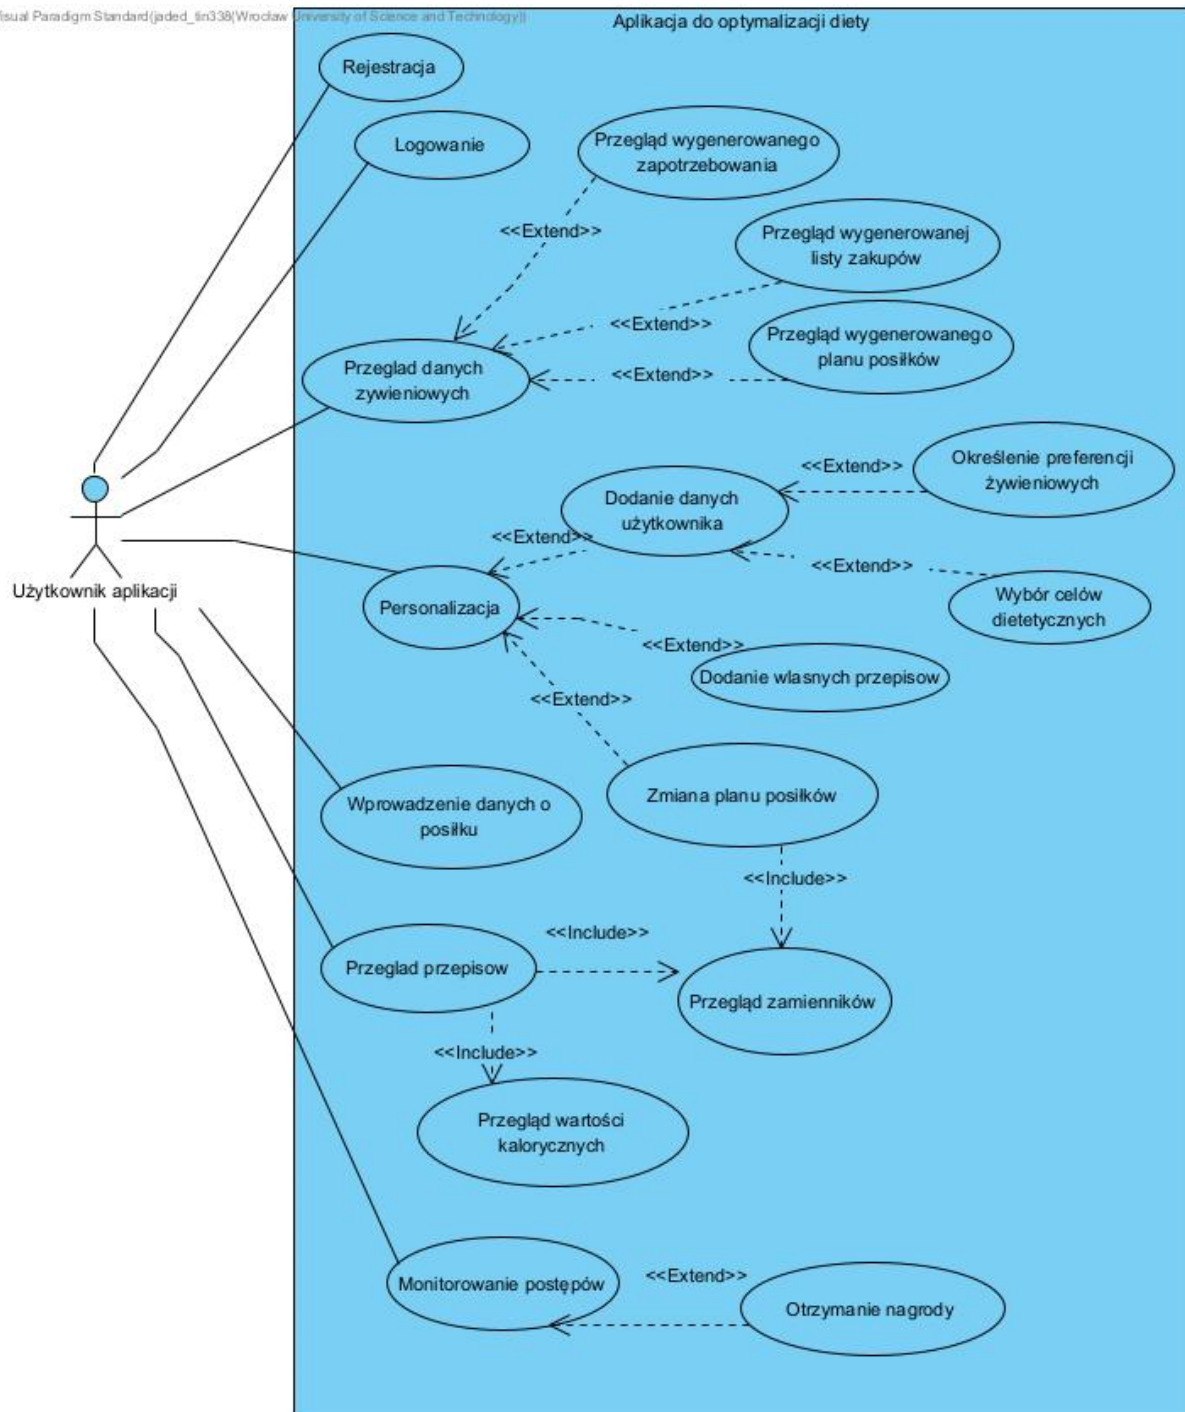 isual Paradigm Standard(jaded_tin338(Wrocław University of Science and Technology))
Aplikacja do optymalizacji diety
Rejestracja
Logowanie
Przegląd wygenerowanego
zapotrzebowania
<<Extend>>
Przegląd wygenerowanej
listy zakupów
<<Extend>>
Przegląd wygenerowanego
planu posiłków
<<Extend>>
Przeglad danych
zywieniowych
Określenie preferencji
żywieniowych
<<Extend>>
Dodanie danych
użytkownika
<<Extend>>
<<Extend>>
Wybór celów
dietetycznych
Użytkownik aplikacji
Personalizacja
<<Extend>>
Dodanie wlasnych przepisow
<<Extend>>
Zmiana planu posiłków
Wprowadzenie danych o
posiłku
<<Include>>
<<Include>>
Przeglad przepisow
Przegląd zamienników
<<Include>>
Przegląd wartości
kalorycznych
Monitorowanie postępów
<<Extend>>
Otrzymanie nagrody